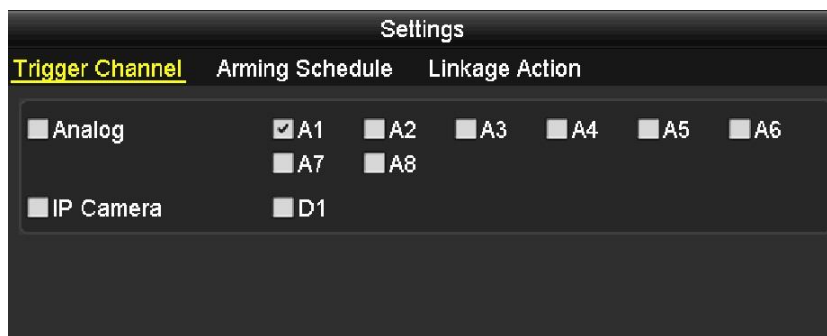 Settings
Trigger Channel Arming Schedule Linkage Action
Analog A1 A2 A3 A4 A5 A6
A7 A8
IP Camera D1